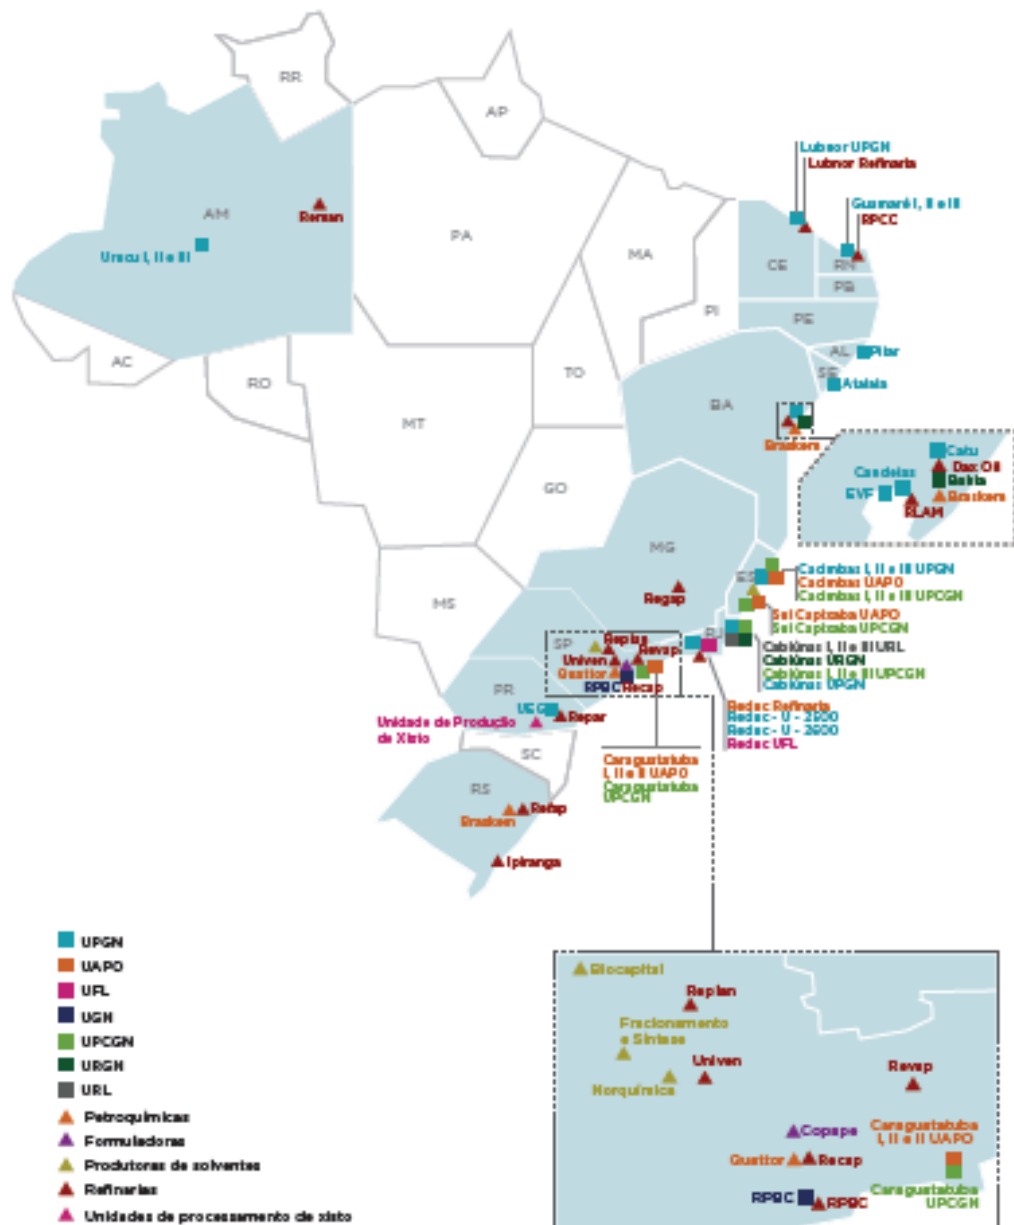 RR
AP
Lubnor UPGN
Lubnor Refinaria
Guamaré I, II e III
RPCC
AM
Reman
Urucu I, II e III
PA
MA
CE
RN
PB
PI
PE
AC
RO
TO
AL
Pilar
SE
Atalaia
MT
BA
Braskem
Catu
Dax Oil
Candeias
Bahia
EVF
Braskem
RLAM
GO
MG
ES
Cacimbas I, II e III UPGN
Cacimbas UAPO
Cacimbas I, II e III UPCGN
MS
Regap
Sul Capixaba UAPO
Sul Capixaba UPCGN
RJ
SP
Replan
Revap
Univen
Quattor
RPBC
Recap
Cabiúnas I, II e III URL
Cabiúnas URGN
Cabiúnas I, II e III UPCGN
Cabiúnas UPGN
PR
UEG
Repar
Unidade de Produção
de Xisto
Reduc Refinaria
Reduc - U - 2500
Reduc - U - 2600
Reduc UFL
SC
Caraguatatuba
I, II e II UAPO
Caraguatatuba
UPCGN
RS
Braskem
Refap
Ipiranga
UPGN
UAPO
UFL
UGN
UPCGN
URGN
URL
Petroquímicas
Formuladoras
Produtoras de solventes
Refinarias
Unidades de processamento de xisto
Biocapital
Replan
Fracionamento
e Síntese
Univen
Norquímica
Revap
Copape
Caraguatatuba
I, II e II UAPO
Quattor
Recap
Caraguatatuba
UPCGN
RPBC
RPBC